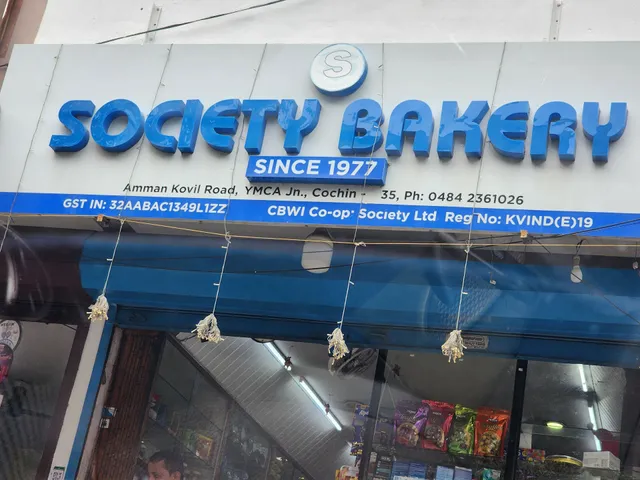 S
SOCIETY BAKERY
SINCE 1977
Amman Kovil Road, YMCA Jn., Cochin - 35, Ph: 0484 2361026
GST IN: 32AABAC1349L1ZZ CBWI Co-op. Society Ltd Reg No: KVIND(E)19